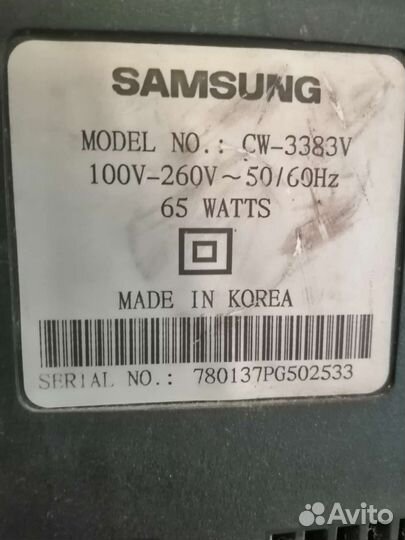 SAMSUNG
MODEL NO.: CW-3383V
100V-260V~50/60Hz
65 WATTS
MADE IN KOREA
SERIAL NO.: 780137PG502533
Avito